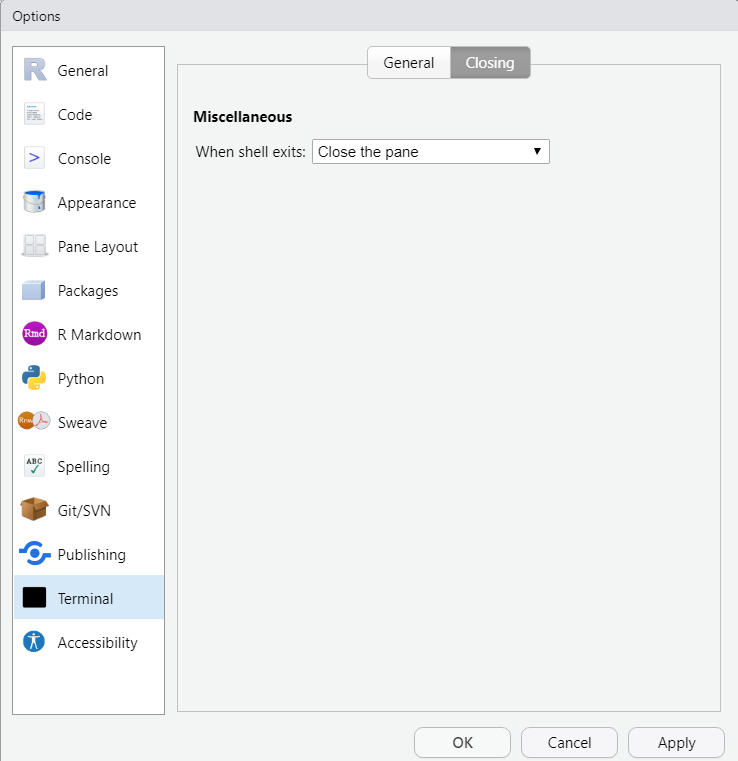 Options
General
Code
Console
Appearance
Pane Layout
Packages
Rmd R Markdown
Python
Rnw Sweave
ABC Spelling
Git/SVN
Publishing
Terminal
Accessibility
General Closing
Miscellaneous
When shell exits: Close the pane
OK Cancel Apply